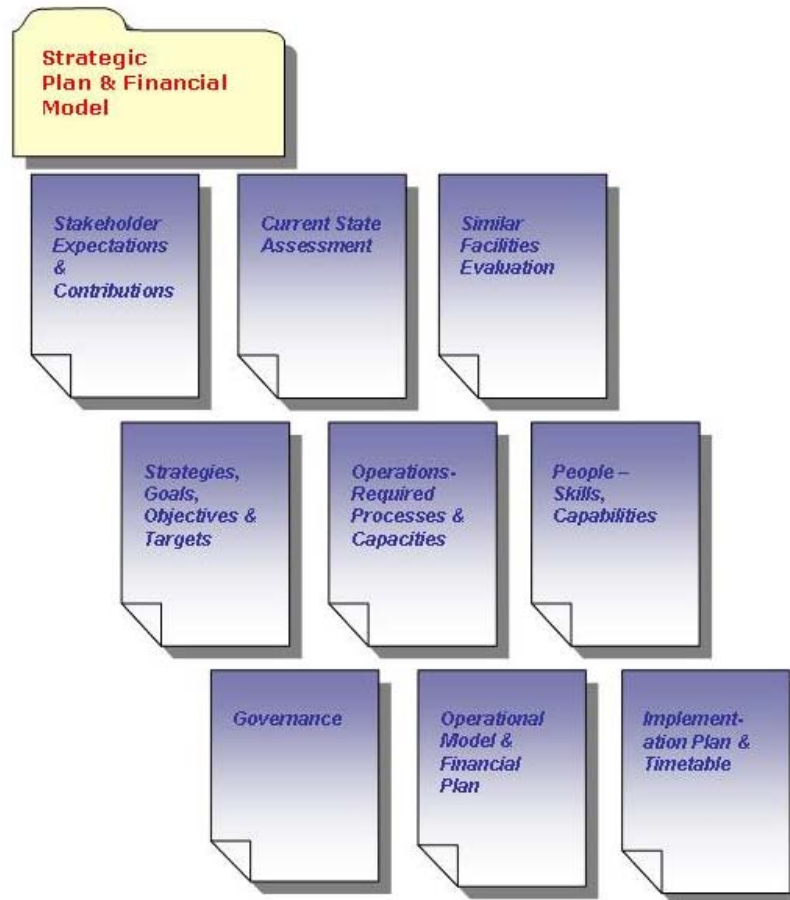 Strategic
Plan & Financial
Model
Stakeholder
Expectations
&
Contributions
Current State
Assessment
Similar
Facilities
Evaluation
Strategies,
Goals,
Objectives &
Targets
Operations-
Required
Processes &
Capacities
People –
Skills,
Capabilities
Governance
Operational
Model &
Financial
Plan
Implement-
ation Plan &
Timetable